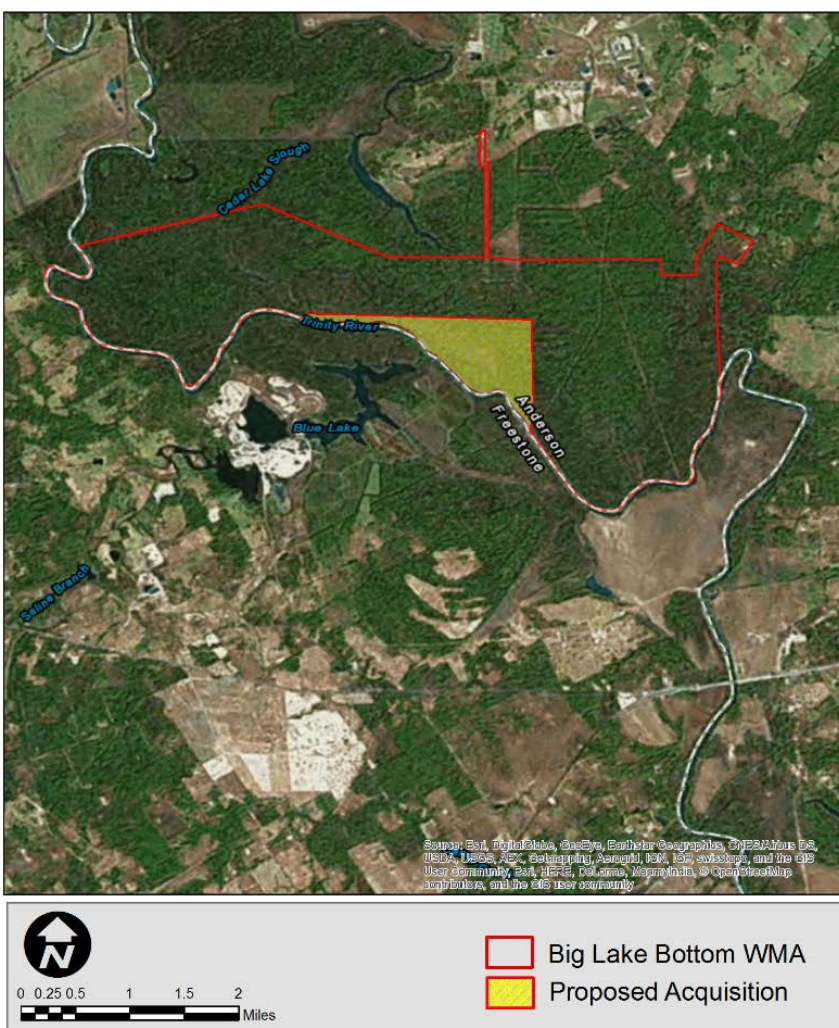 Cedar Lake Slough
Trinity River
Anderson
Freestone
Blue Lake
Saline Branch
Source: Esri, DigitalGlobe, GeoEye, Earthstar Geographics, CNES/Airbus DS,
USDA, USGS, AEX, Getmapping, Aerogrid, IGN, IGP, swisstopo, and the GIS
User Community, Esri, HERE, DeLorme, MapmyIndia, © OpenStreetMap
contributors, and the GIS user community
N
0 0.25 0.5 1 1.5 2
Miles
Big Lake Bottom WMA
Proposed Acquisition